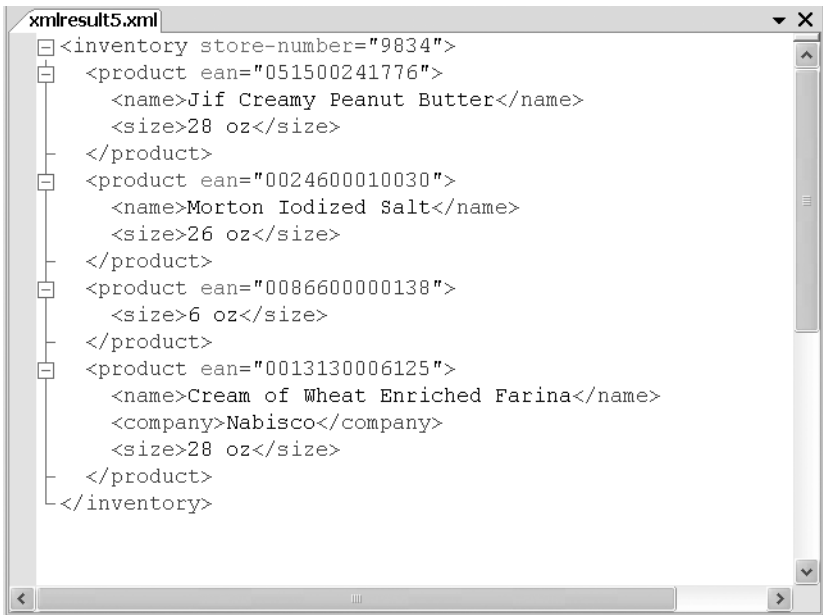 xmlresult5.xml
<inventory store-number="9834">
<product ean="051500241776">
<name>Jif Creamy Peanut Butter</name>
<size>28 oz</size>
</product>
<product ean="0024600010030">
<name>Morton Iodized Salt</name>
<size>26 oz</size>
</product>
<product ean="0086600000138">
<size>6 oz</size>
</product>
<product ean="0013130006125">
<name>Cream of Wheat Enriched Farina</name>
<company>Nabisco</company>
<size>28 oz</size>
</product>
</inventory>